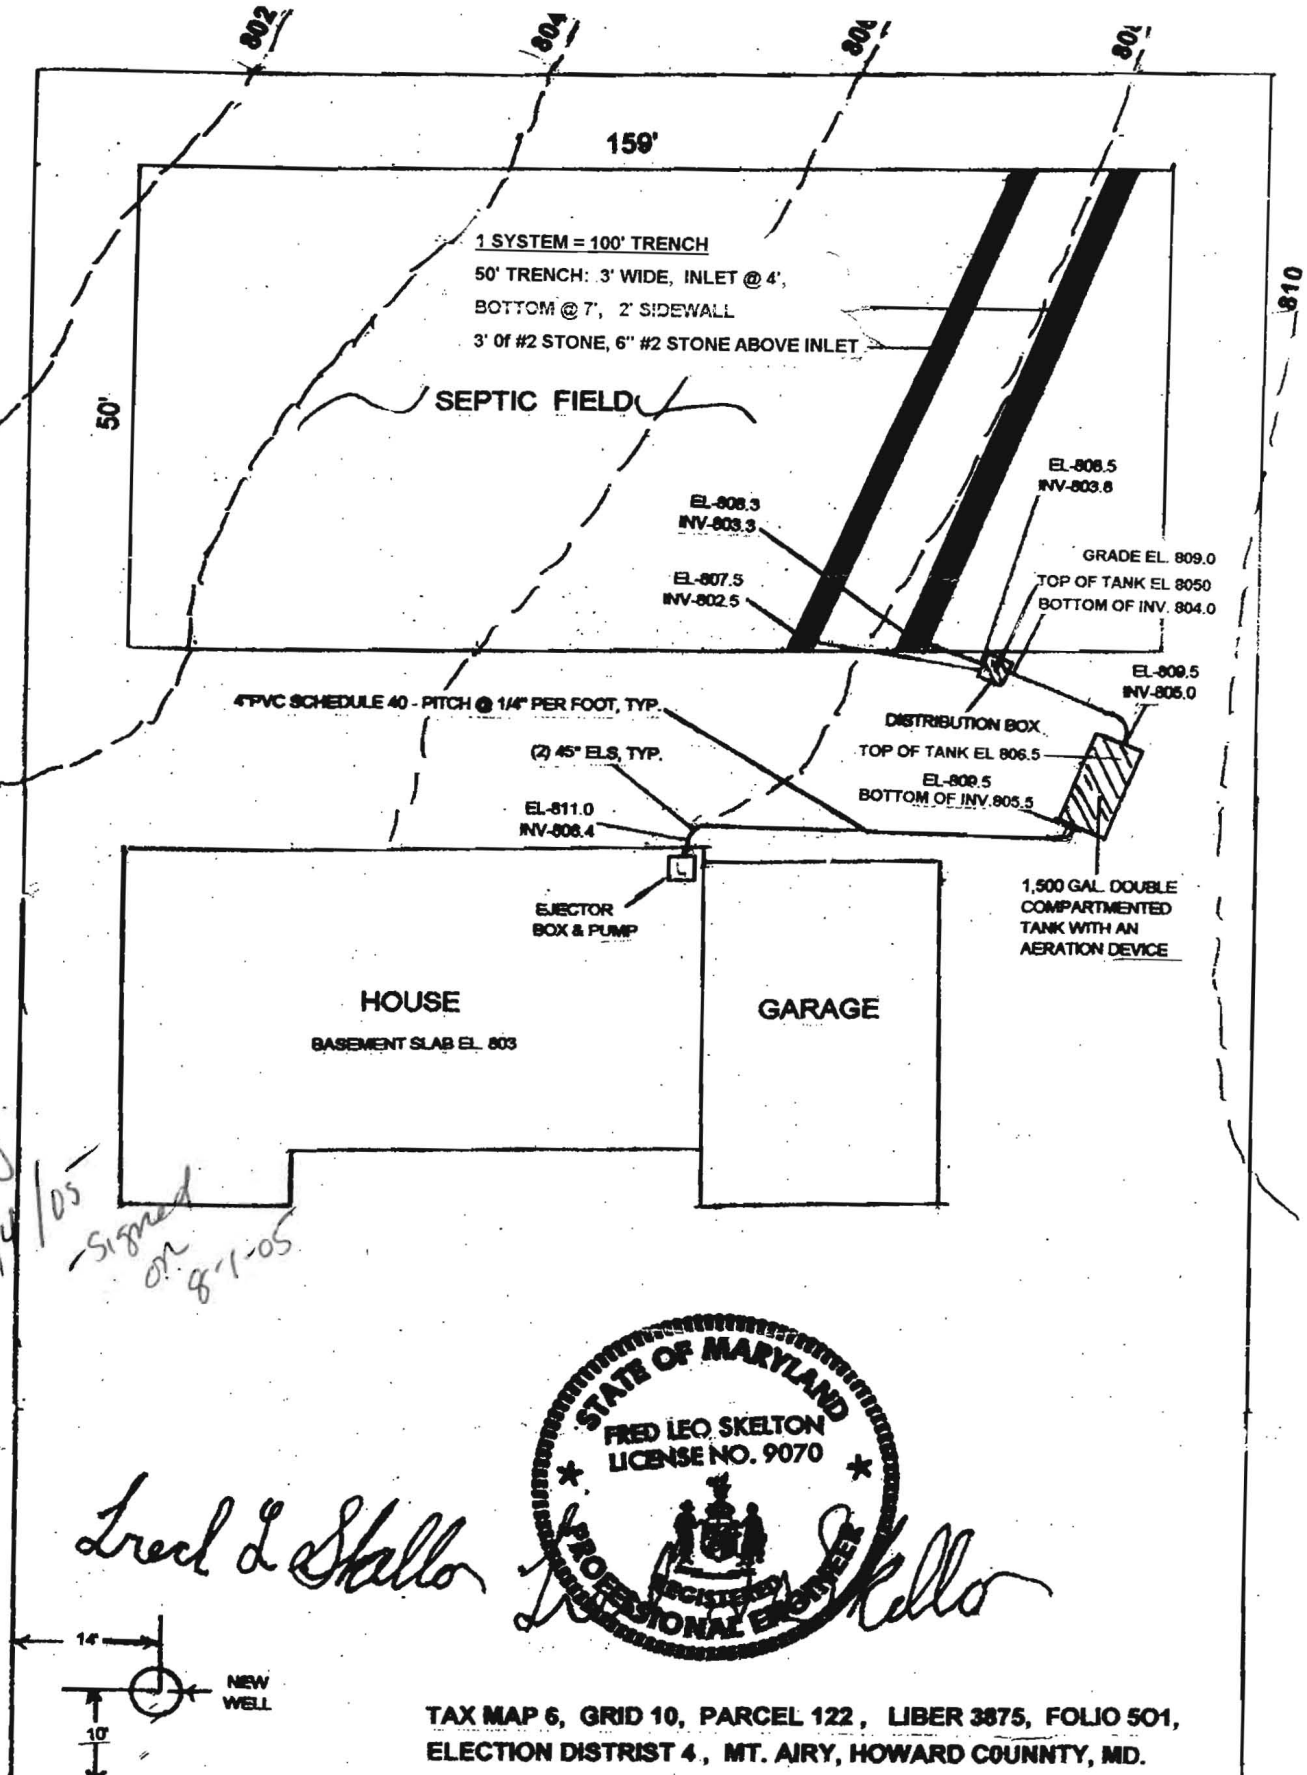 802
804
806
808
159'
1 SYSTEM = 100' TRENCH
50' TRENCH: 3' WIDE, INLET @ 4',
BOTTOM @ 7', 2' SIDEWALL
3' Of #2 STONE, 6" #2 STONE ABOVE INLET
810
50'
SEPTIC FIELD
EL-808.5
INV-803.8
EL-808.3
INV-803.3
GRADE EL. 809.0
TOP OF TANK EL 8050
BOTTOM OF INV. 804.0
EL-807.5
INV-802.5
EL-809.5
INV-805.0
4"PVC SCHEDULE 40 - PITCH @ 1/4" PER FOOT, TYP.
DISTRIBUTION BOX
(2) 45° ELS, TYP.
TOP OF TANK EL 806.5
EL-809.5
BOTTOM OF INV.805.5
EL-811.0
INV-806.4
EJECTOR
BOX & PUMP
1,500 GAL. DOUBLE
COMPARTMENTED
TANK WITH AN
AERATION DEVICE
HOUSE
BASEMENT SLAB EL. 803
GARAGE
/05
-signed
on
8-1-05
STATE OF MARYLAND
FRED LEO SKELTON
LICENSE NO. 9070
REGISTERED
PROFESSIONAL ENGINEER
Fred L Skelton
14'
NEW
WELL
10'
TAX MAP 6, GRID 10, PARCEL 122, LIBER 3875, FOLIO 501,
ELECTION DISTRIST 4, MT. AIRY, HOWARD COUNNTY, MD.